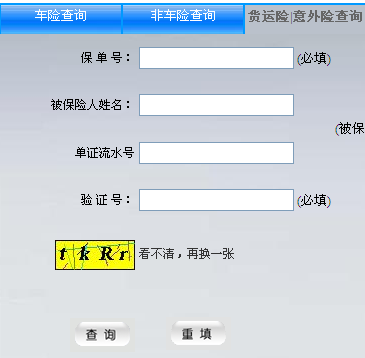 车险查询 非车险查询 货运险|意外险查询
保 单 号： (必填)
被保险人姓名：
(被保
单证流水号
验 证 号： (必填)
t k R r 看不清，再换一张
查 询 重 填